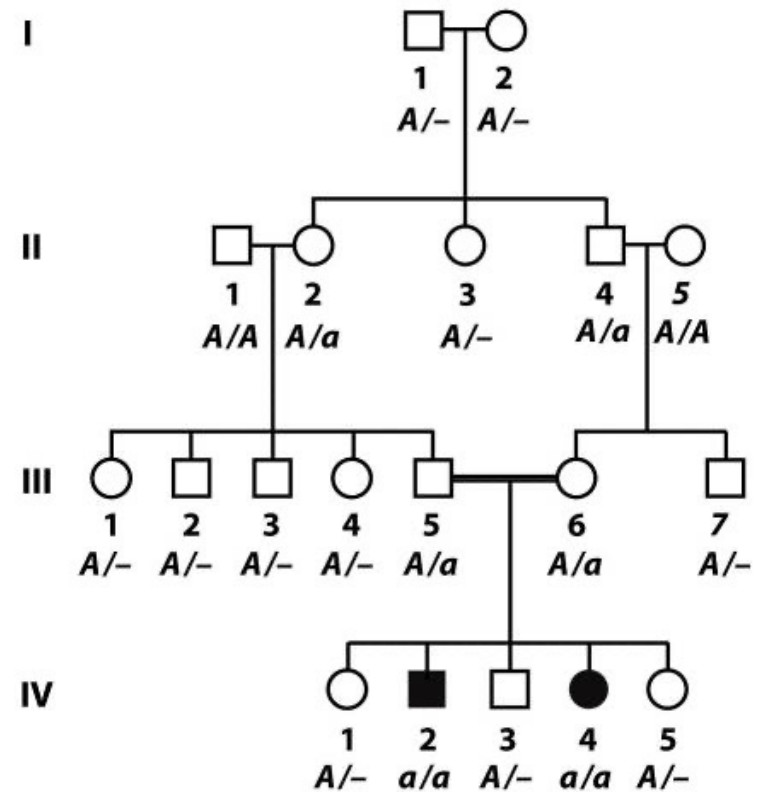 I
1 2
A/– A/–
II
1 2 3 4 5
A/A A/a A/– A/a A/A
III
1 2 3 4 5 6 7
A/– A/– A/– A/– A/a A/a A/–
IV
1 2 3 4 5
A/– a/a A/– a/a A/–